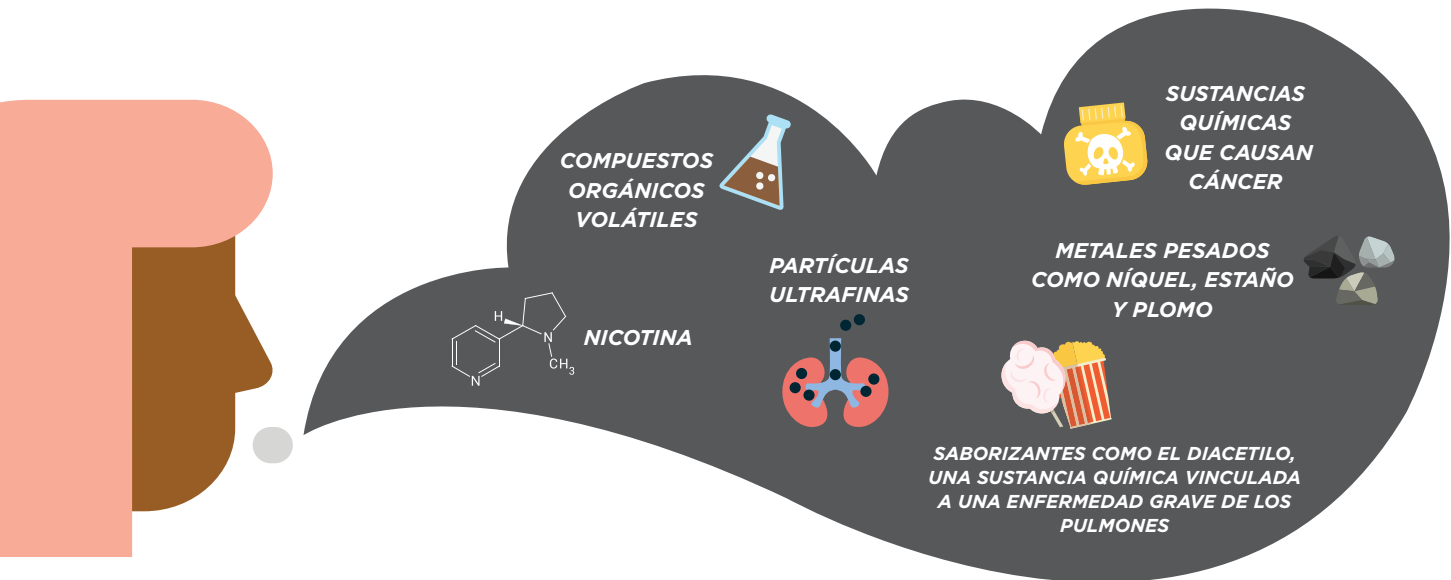 COMPUESTOS
ORGÁNICOS
VOLÁTILES
SUSTANCIAS
QUÍMICAS
QUE CAUSAN
CÁNCER
PARTÍCULAS
ULTRAFINAS
METALES PESADOS
COMO NÍQUEL, ESTAÑO
Y PLOMO
H
N
CH3
N
NICOTINA
SABORIZANTES COMO EL DIACETILO,
UNA SUSTANCIA QUÍMICA VINCULADA
A UNA ENFERMEDAD GRAVE DE LOS
PULMONES